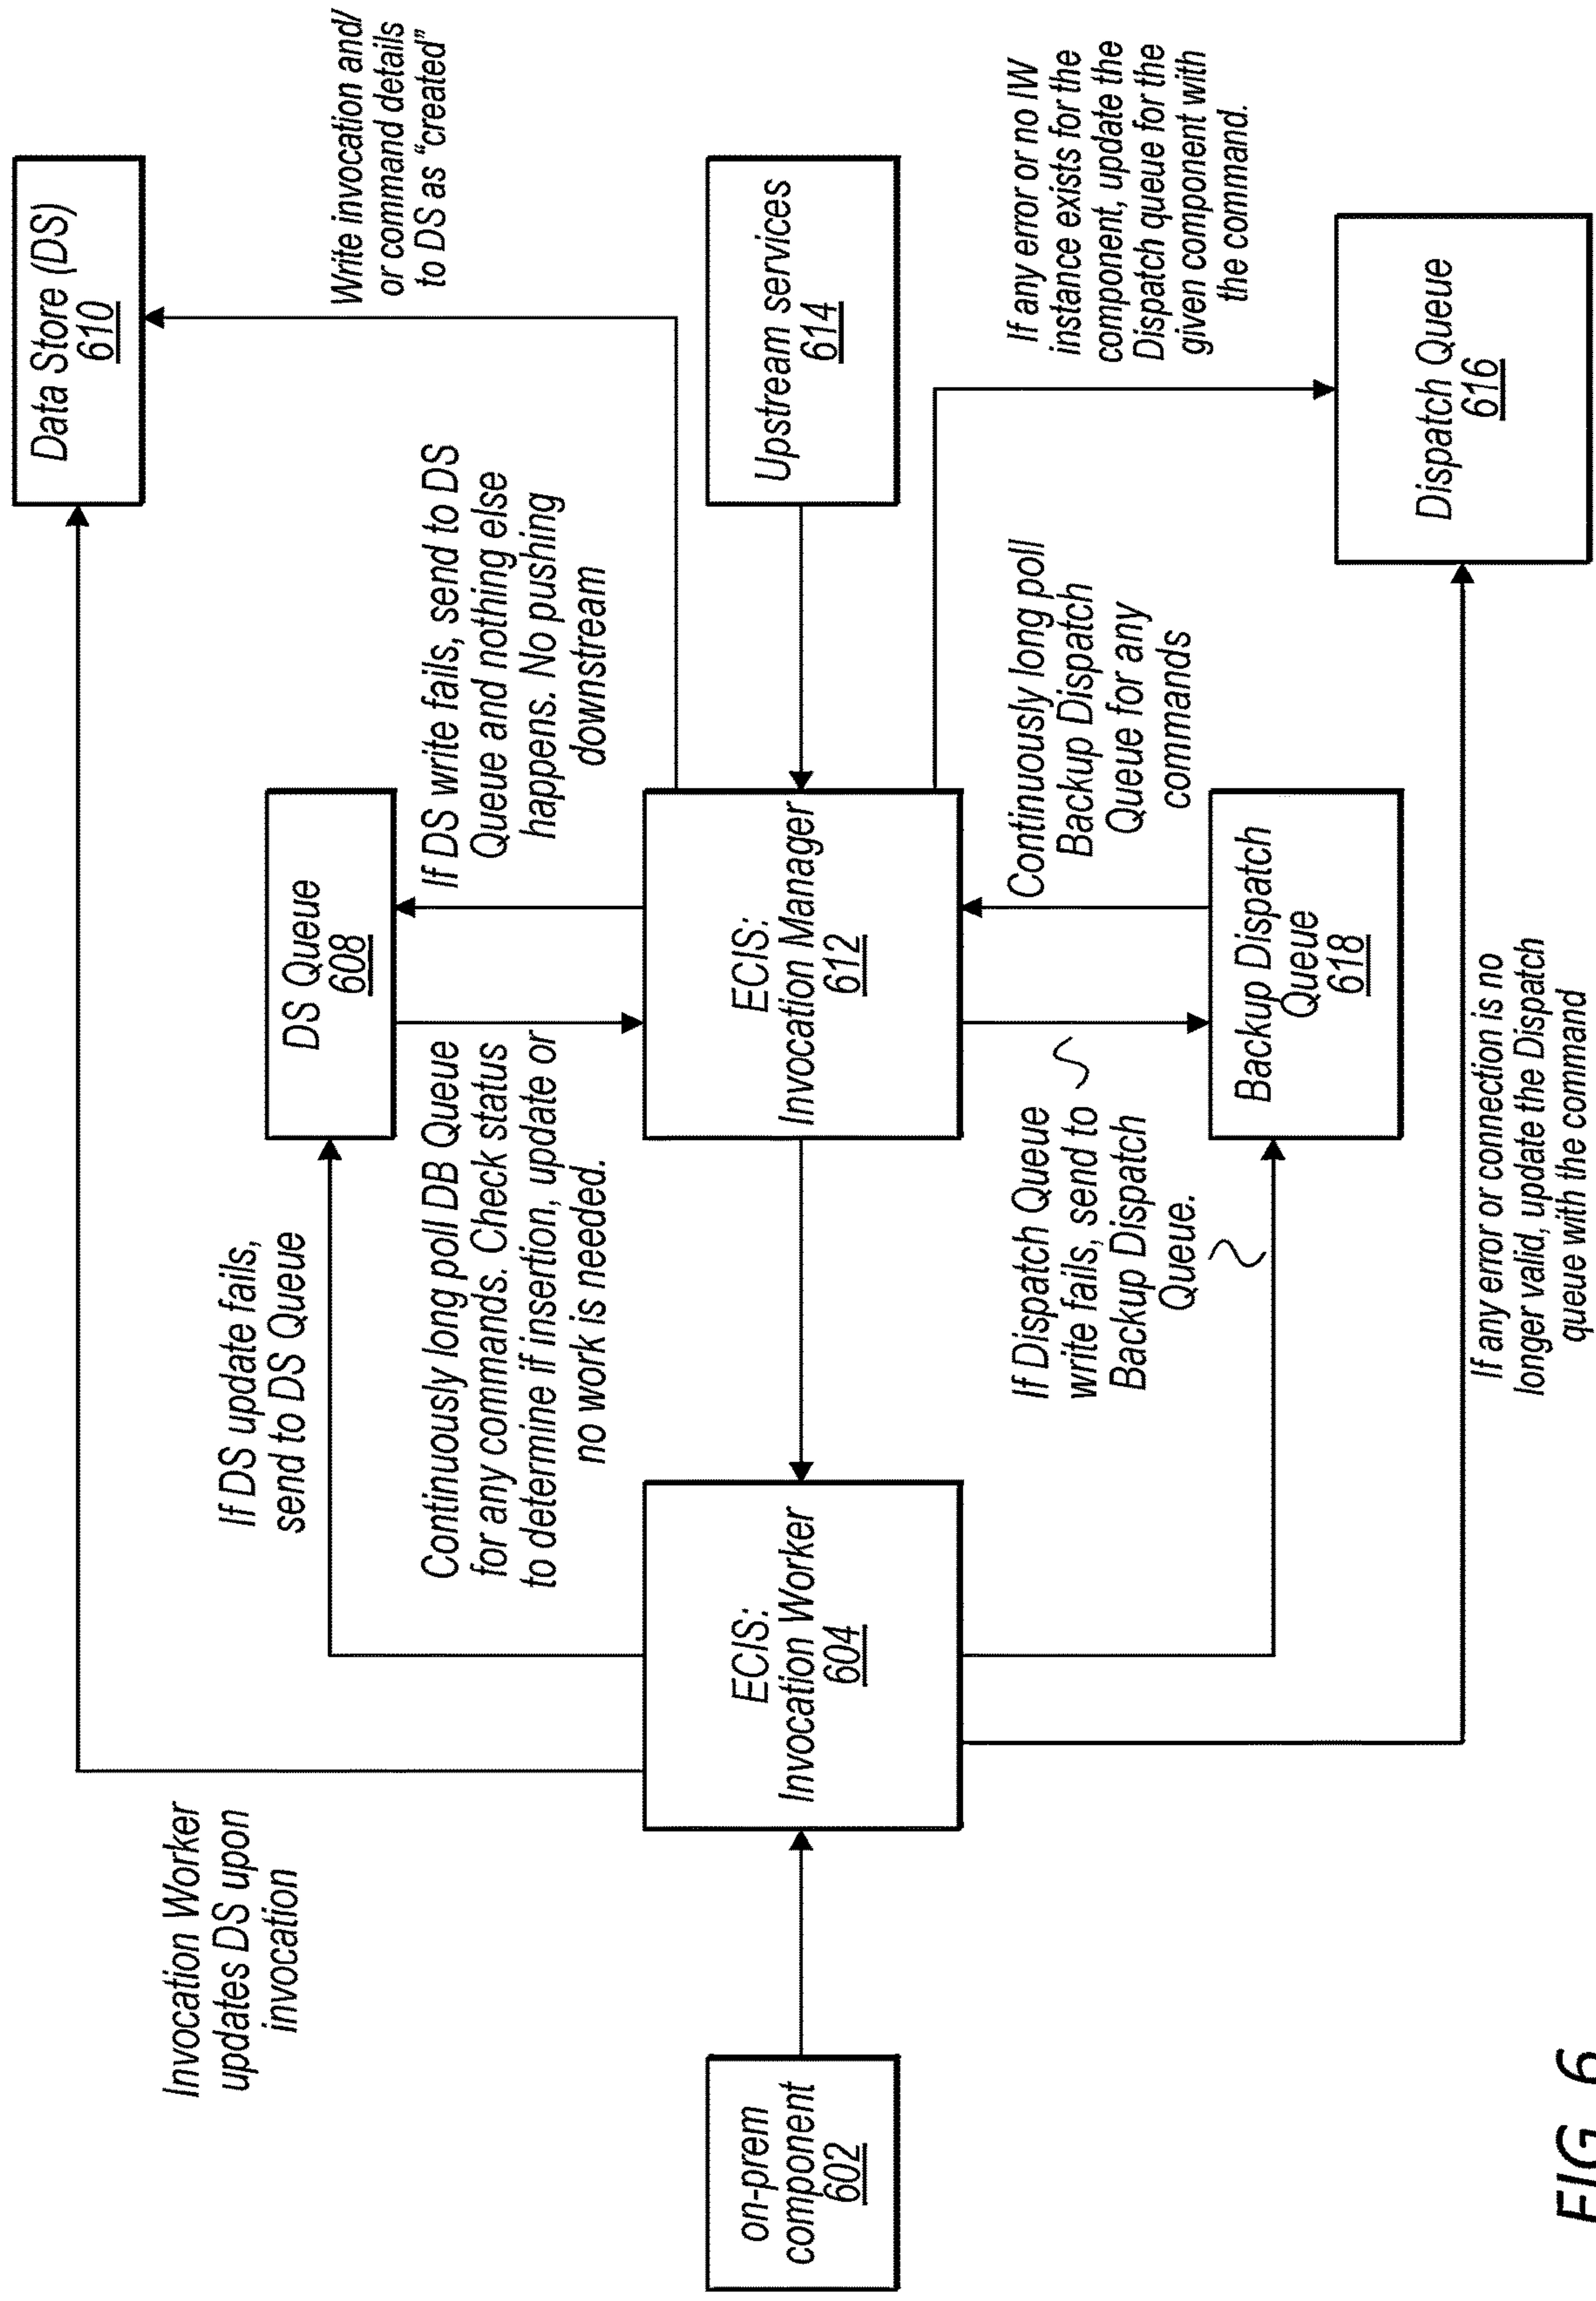 Invocation Worker
updates DS upon
invocation
Data Store (DS)
610
If DS update fails,
send to DS Queue
DS Queue
608
Write invocation and/
or command details
to DS as "created"
Continuously long poll DB Queue
for any commands. Check status
to determine if insertion, update or
no work is needed.
If DS write fails, send to DS
Queue and nothing else
happens. No pushing
downstream
on-prem
component
602
ECIS:
Invocation Worker
604
ECIS:
Invocation Manager
612
Upstream services
614
If Dispatch Queue
write fails, send to
Backup Dispatch
Queue.
Continuously long poll
Backup Dispatch
Queue for any
commands
If any error or no IW
instance exists for the
component, update the
Dispatch queue for the
given component with
the command.
Backup Dispatch
Queue
618
Dispatch Queue
616
If any error or connection is no
longer valid, update the Dispatch
queue with the command
FIG. 6